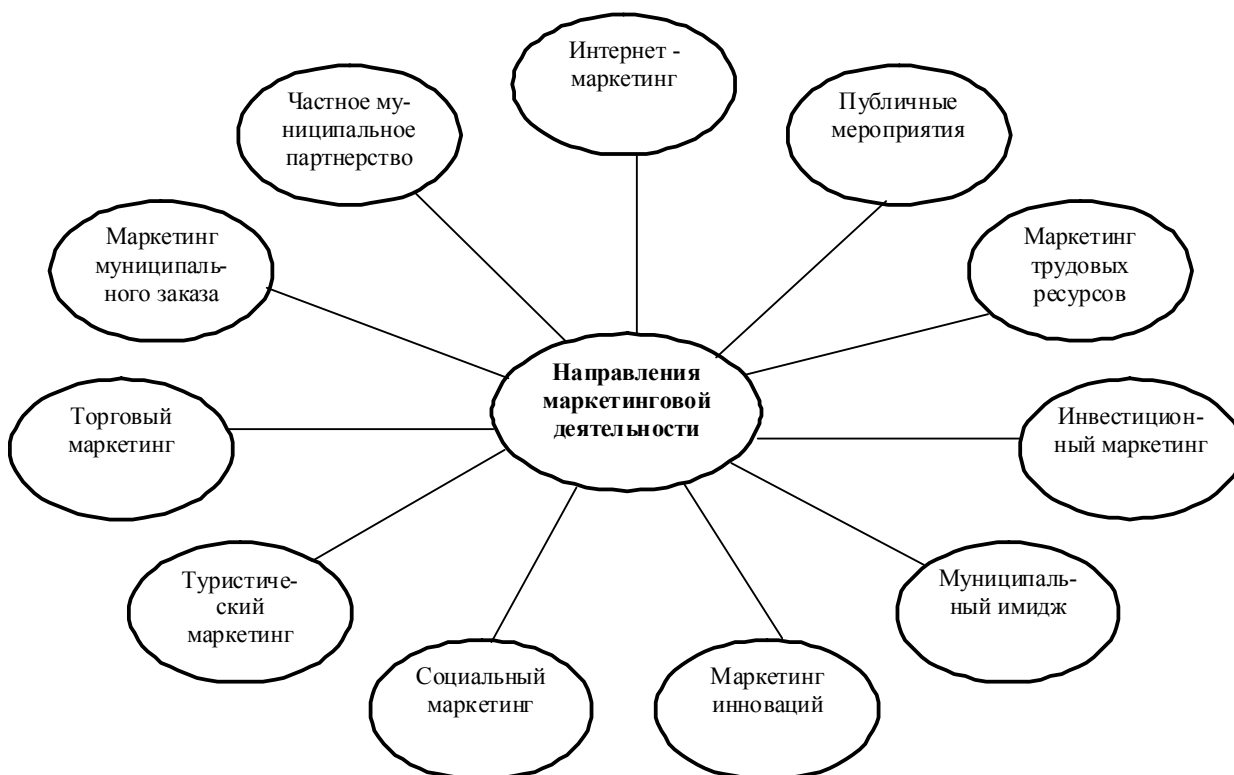 Интернет -
маркетинг
Частное му-
ниципальное
партнерство
Публичные
мероприятия
Маркетинг
муниципаль-
ного заказа
Маркетинг
трудовых
ресурсов
Направления
маркетинговой
деятельности
Торговый
маркетинг
Инвестицион-
ный маркетинг
Туристиче-
ский
маркетинг
Муниципаль-
ный имидж
Социальный
маркетинг
Маркетинг
инноваций